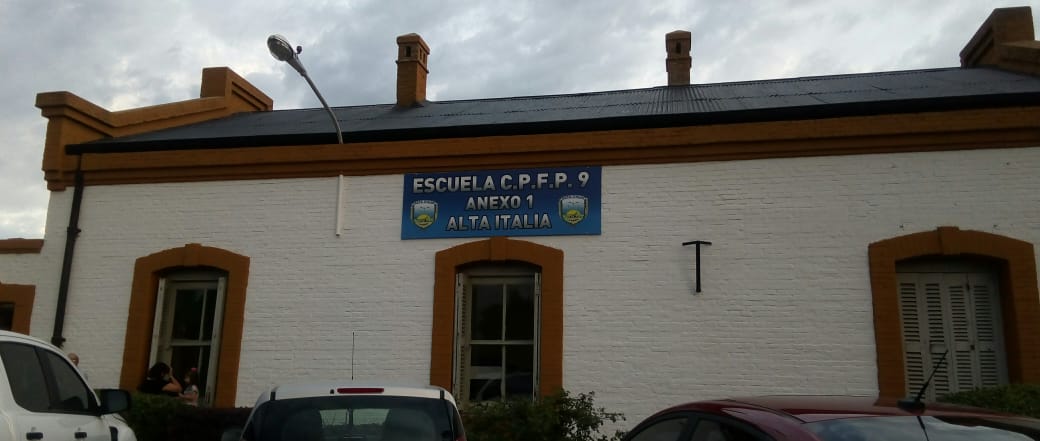 ESCUELA C.P.F.P. 9
ANEXO 1
ALTA ITALIA